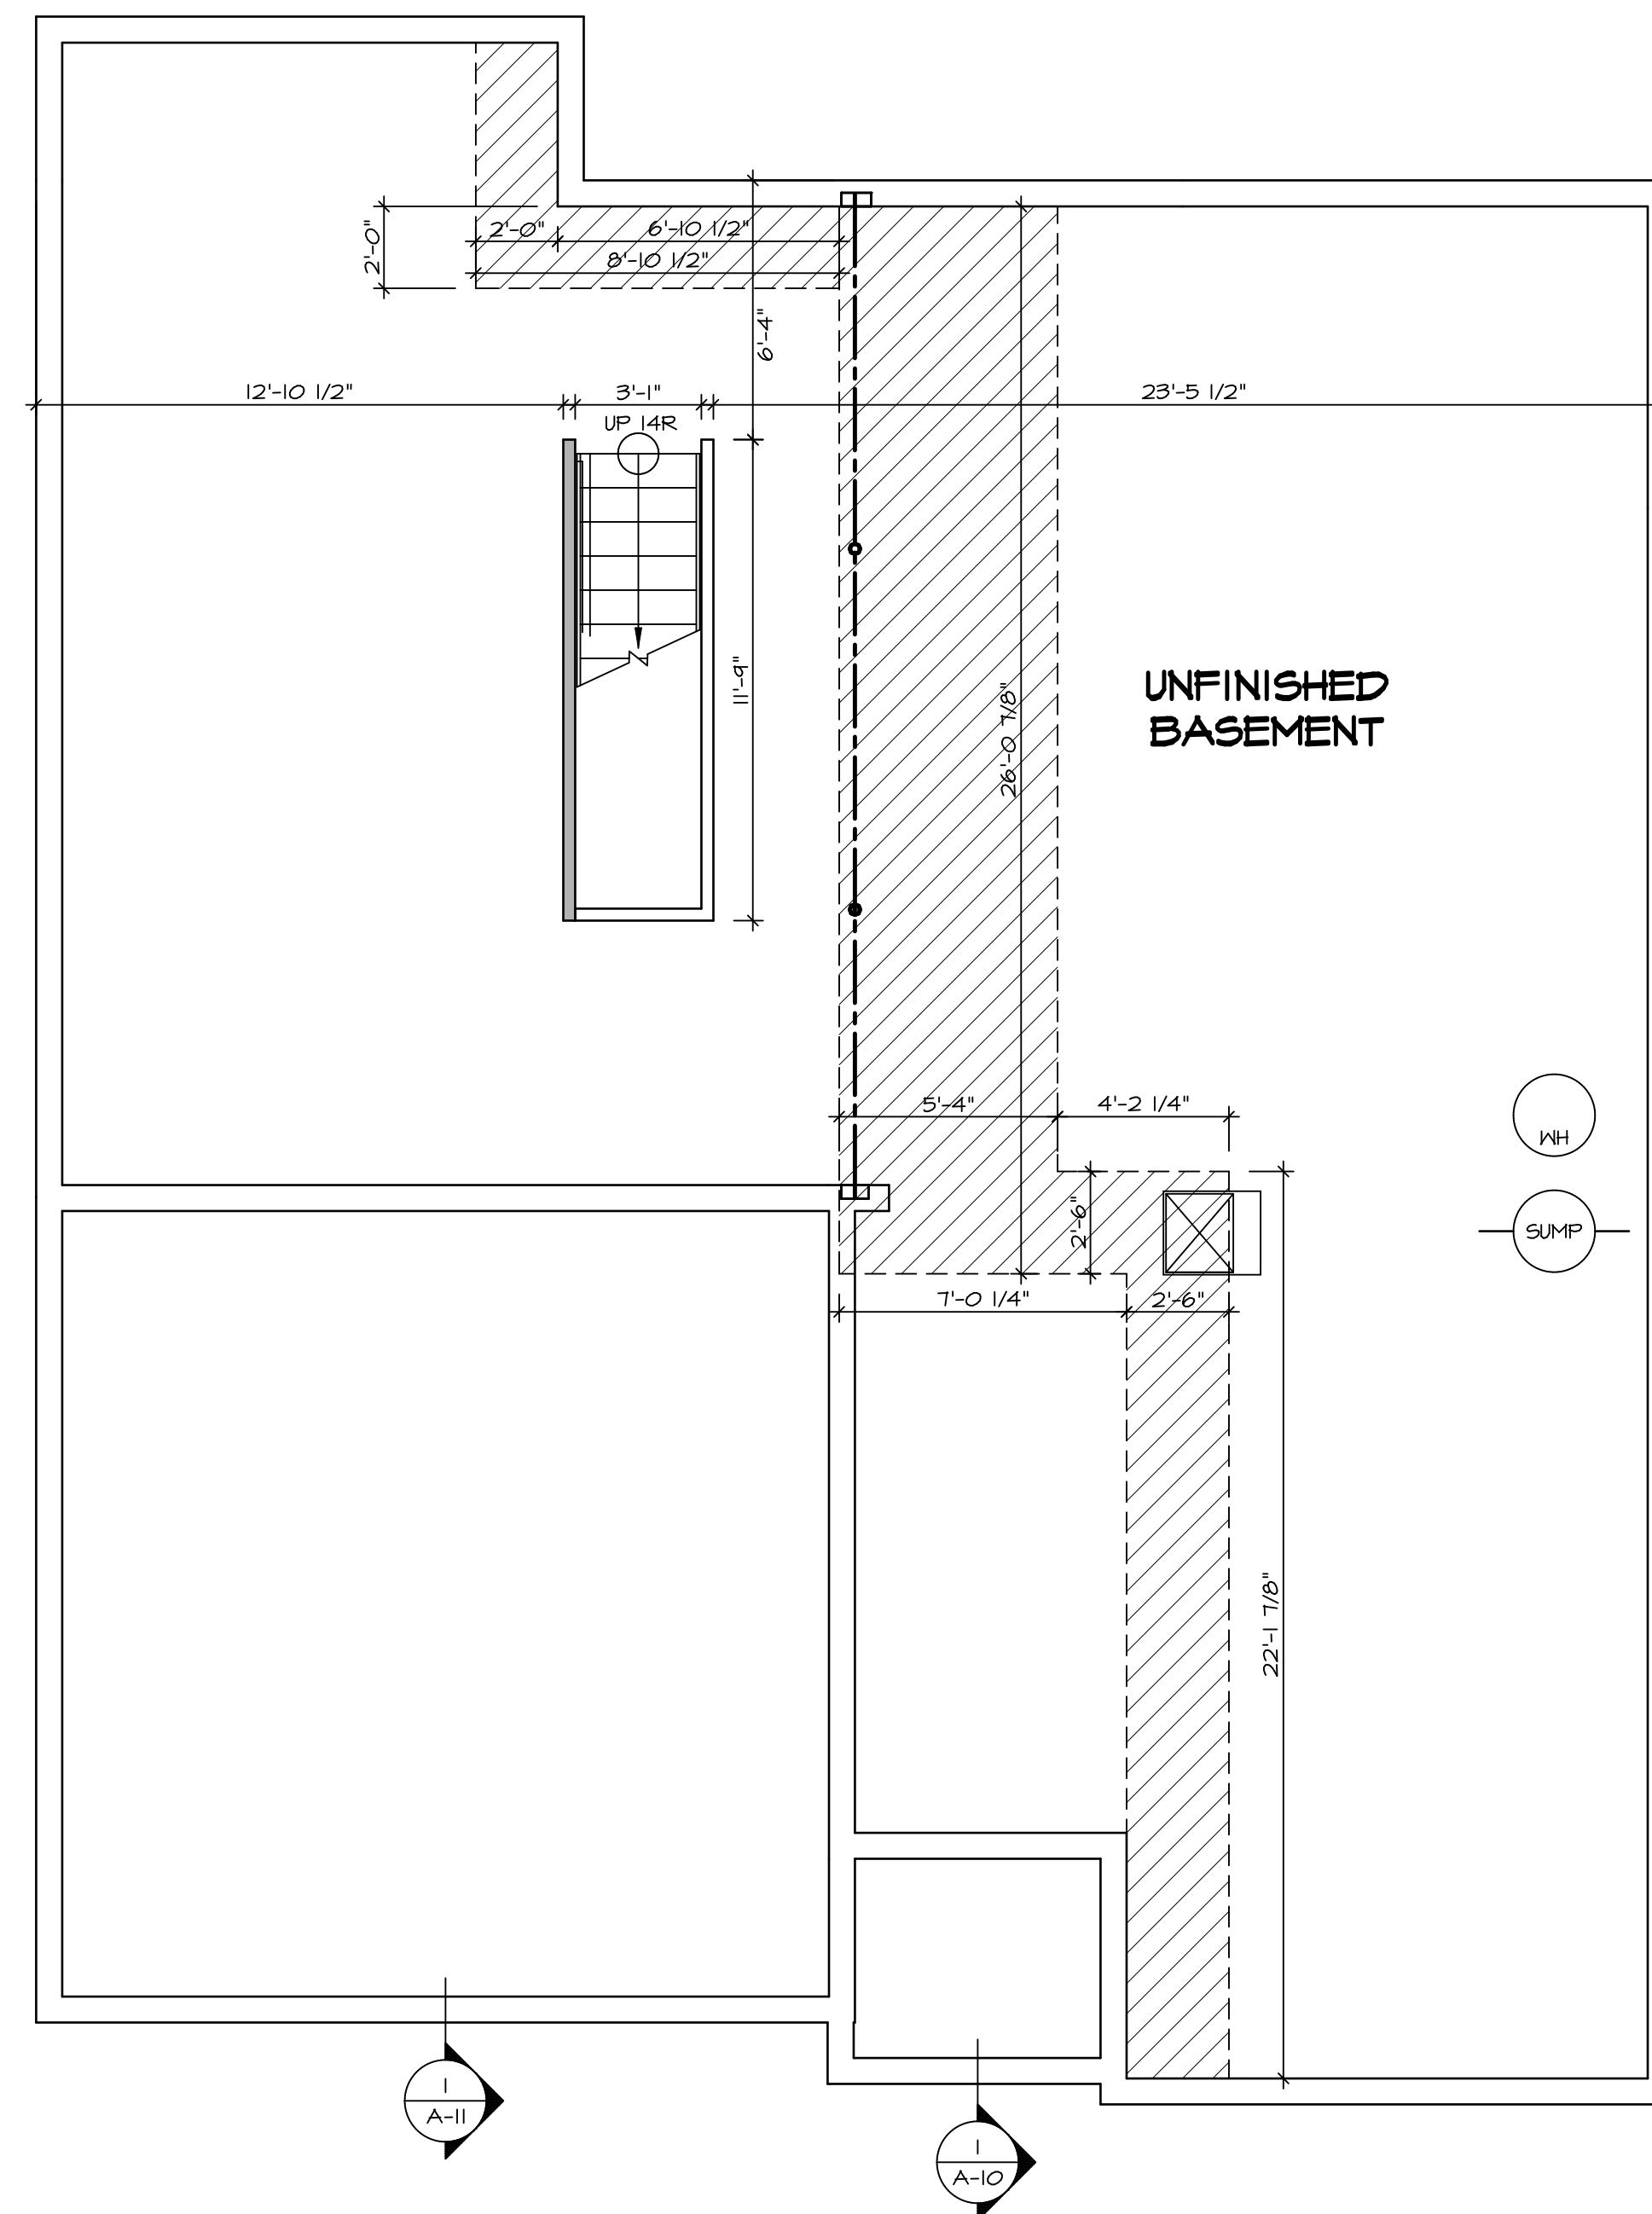 2'-0"
2'-0"
6'-10 1/2"
8'-10 1/2"
6'-4"
12'-10 1/2"
3'-1"
23'-5 1/2"
UP 14R
11'-9"
26'-0 7/8"
UNFINISHED
BASEMENT
5'-4"
4'-2 1/4"
WH
2'-6"
SUMP
7'-0 1/4"
2'-6"
22'-1 7/8"
1
A-11
1
A-10